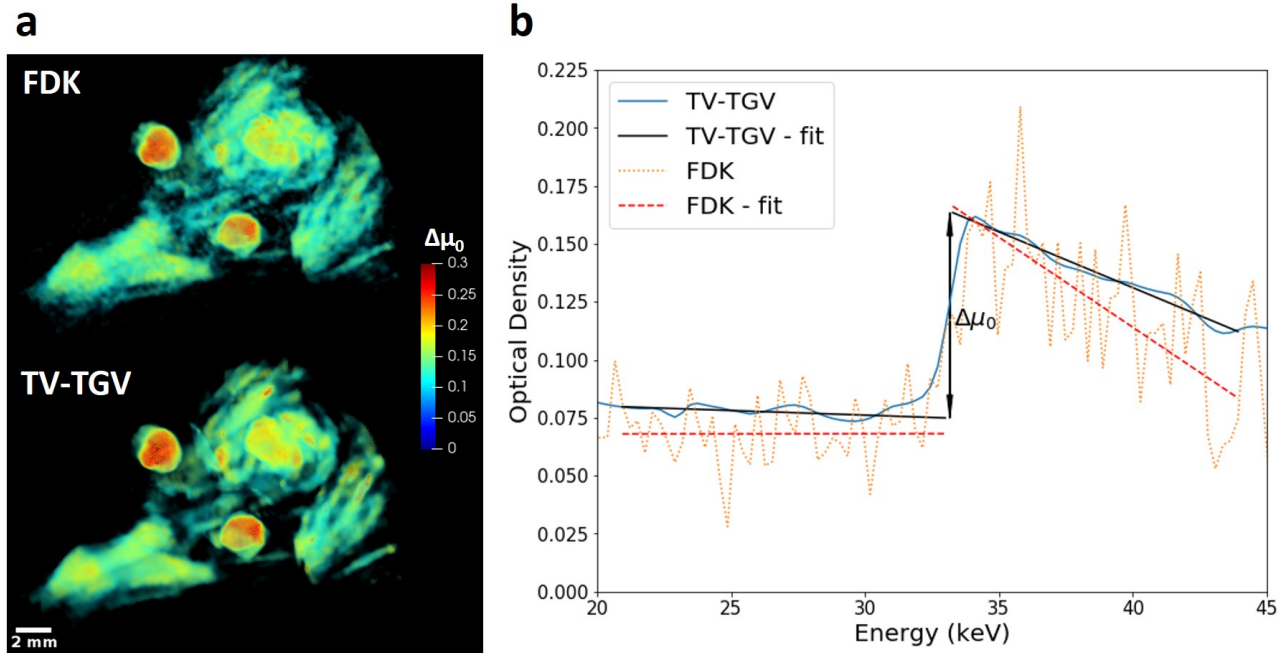 a
FDK
TV-TGV
2 mm
Δμ₀
0.3
0.25
0.2
0.15
0.1
0.05
0
b
TV-TGV
TV-TGV - fit
FDK
FDK - fit
Optical Density
0.225
0.200
0.175
0.150
0.125
0.100
0.075
0.050
0.025
0.000
Δμ₀
20
25
30
35
40
45
Energy (keV)